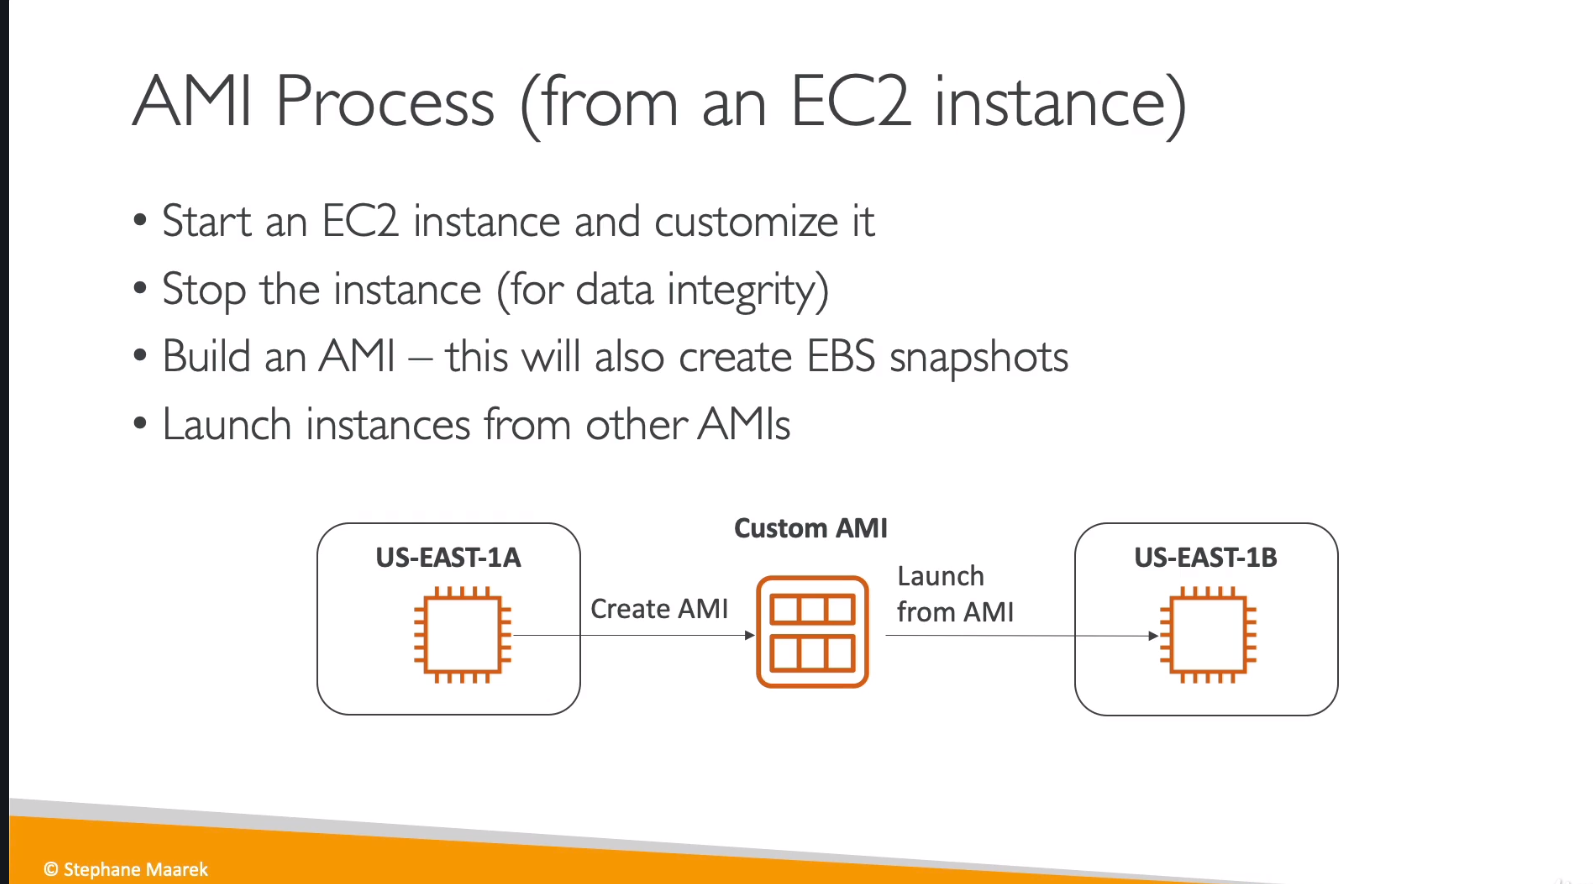 AMI Process (from an EC2 instance)
• Start an EC2 instance and customize it
• Stop the instance (for data integrity)
• Build an AMI – this will also create EBS snapshots
• Launch instances from other AMIs
US-EAST-1A
Create AMI
Custom AMI
Launch
from AMI
US-EAST-1B
© Stephane Maarek